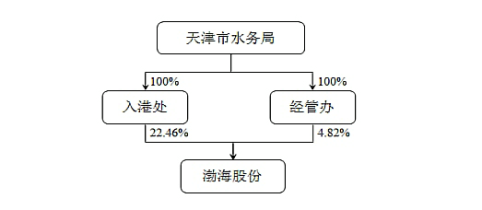 天津市水务局
100% 100%
入港处 经管办
22.46% 4.82%
渤海股份